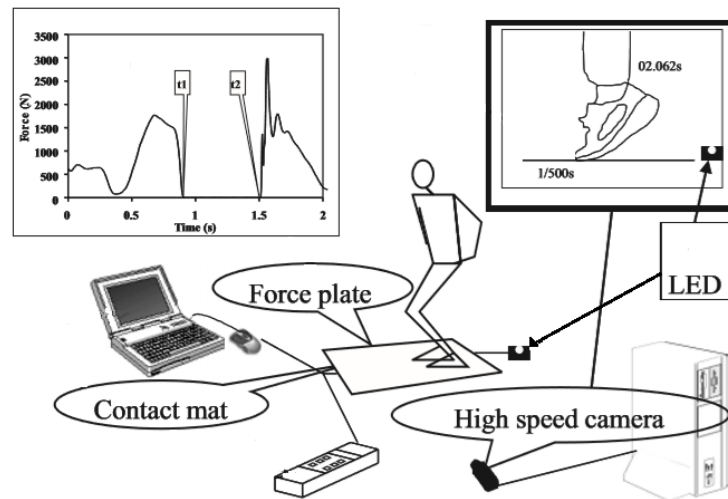 3500
3000
2500
2000
1500
1000
500
0
Force (N)
t1
t2
0
0.5
1
1.5
2
Time (s)
02.062s
1/500s
LED
Force plate
Contact mat
High speed camera